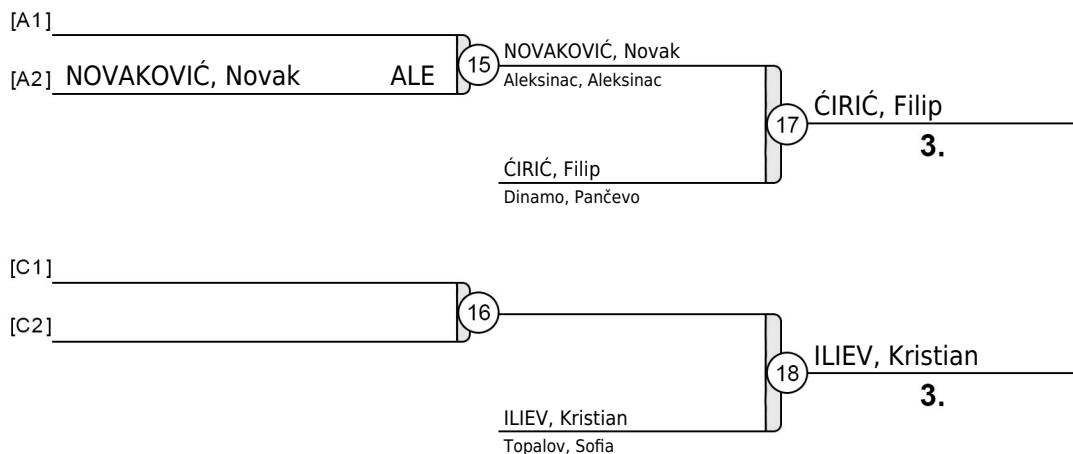 [A1]
[A2] NOVAKOVIĆ, Novak ALE
15
NOVAKOVIĆ, Novak
Aleksinac, Aleksinac
ĆIRIĆ, Filip
Dinamo, Pančevo
17
ĆIRIĆ, Filip
3.
[C1]
[C2]
16
ILIEV, Kristian
Topalov, Sofia
18
ILIEV, Kristian
3.